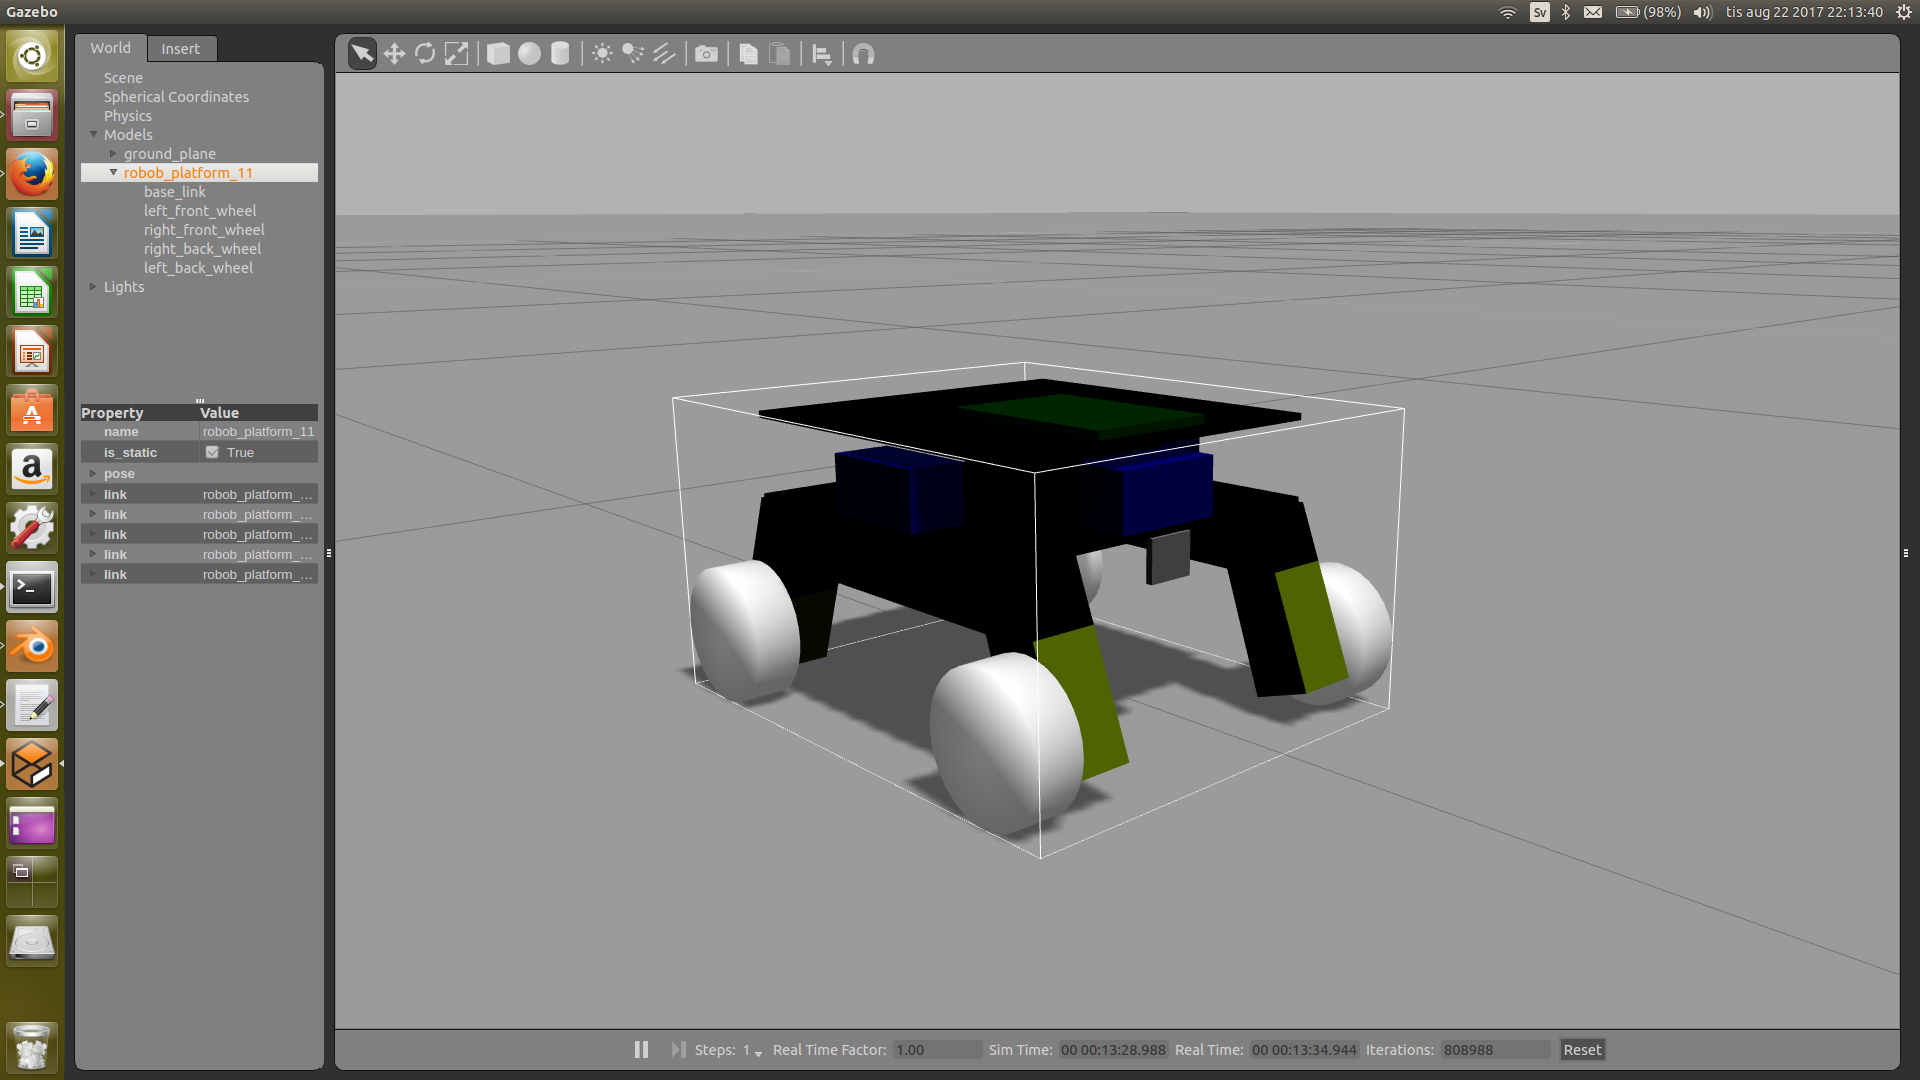 Gazebo
Sv
(98%)
tis aug 22 2017 22:13:40
World
Insert
Scene
Spherical Coordinates
Physics
Models
ground_plane
robob_platform_11
base_link
left_front_wheel
right_front_wheel
right_back_wheel
left_back_wheel
Lights
Property Value
name robob_platform_11
is_static True
pose
link robob_platform_...
link robob_platform_...
link robob_platform_...
link robob_platform_...
link robob_platform_...
Steps: 1 Real Time Factor: 1.00 Sim Time: 00 00:13:28.988 Real Time: 00 00:13:34.944 Iterations: 808988 Reset